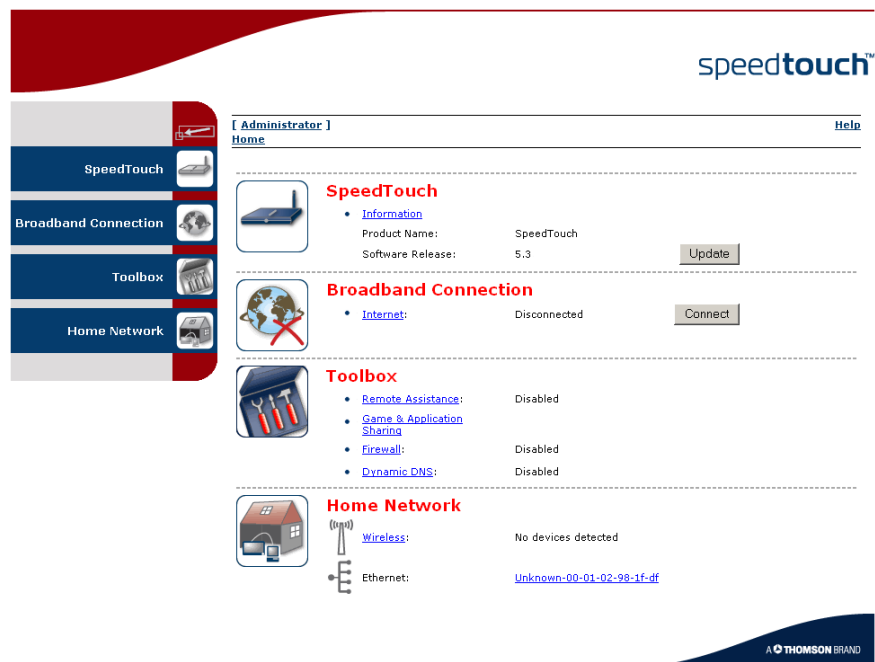 speedtouch™
[ Administrator ]
Help
Home
SpeedTouch
Broadband Connection
Toolbox
Home Network
SpeedTouch
Information
Product Name: SpeedTouch
Software Release: 5.3 Update
Broadband Connection
Internet: Disconnected Connect
Toolbox
Remote Assistance: Disabled
Game & Application
Sharing
Firewall: Disabled
Dynamic DNS: Disabled
Home Network
Wireless: No devices detected
Ethernet: Unknown-00-01-02-98-1f-df
A THOMSON BRAND